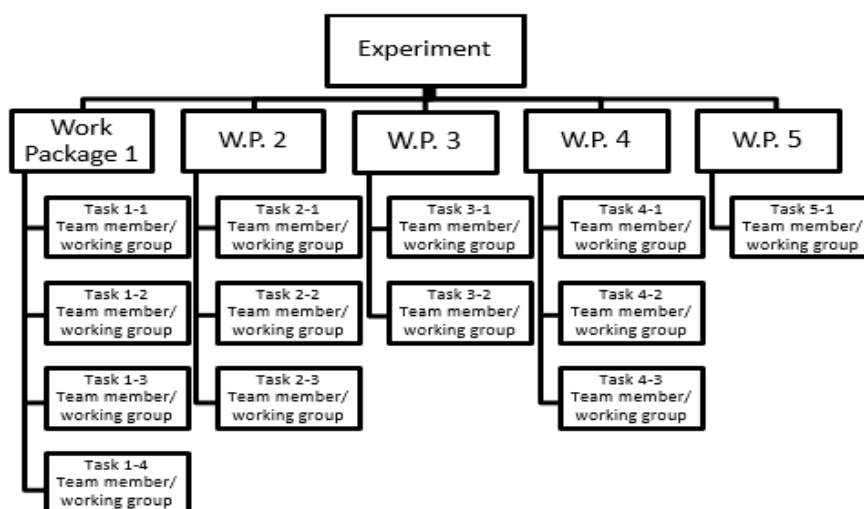 Experiment
Work
Package 1
W.P. 2
W.P. 3
W.P. 4
W.P. 5
Task 1-1
Team member/
working group
Task 2-1
Team member/
working group
Task 3-1
Team member/
working group
Task 4-1
Team member/
working group
Task 5-1
Team member/
working group
Task 1-2
Team member/
working group
Task 2-2
Team member/
working group
Task 3-2
Team member/
working group
Task 4-2
Team member/
working group
Task 1-3
Team member/
working group
Task 2-3
Team member/
working group
Task 4-3
Team member/
working group
Task 1-4
Team member/
working group